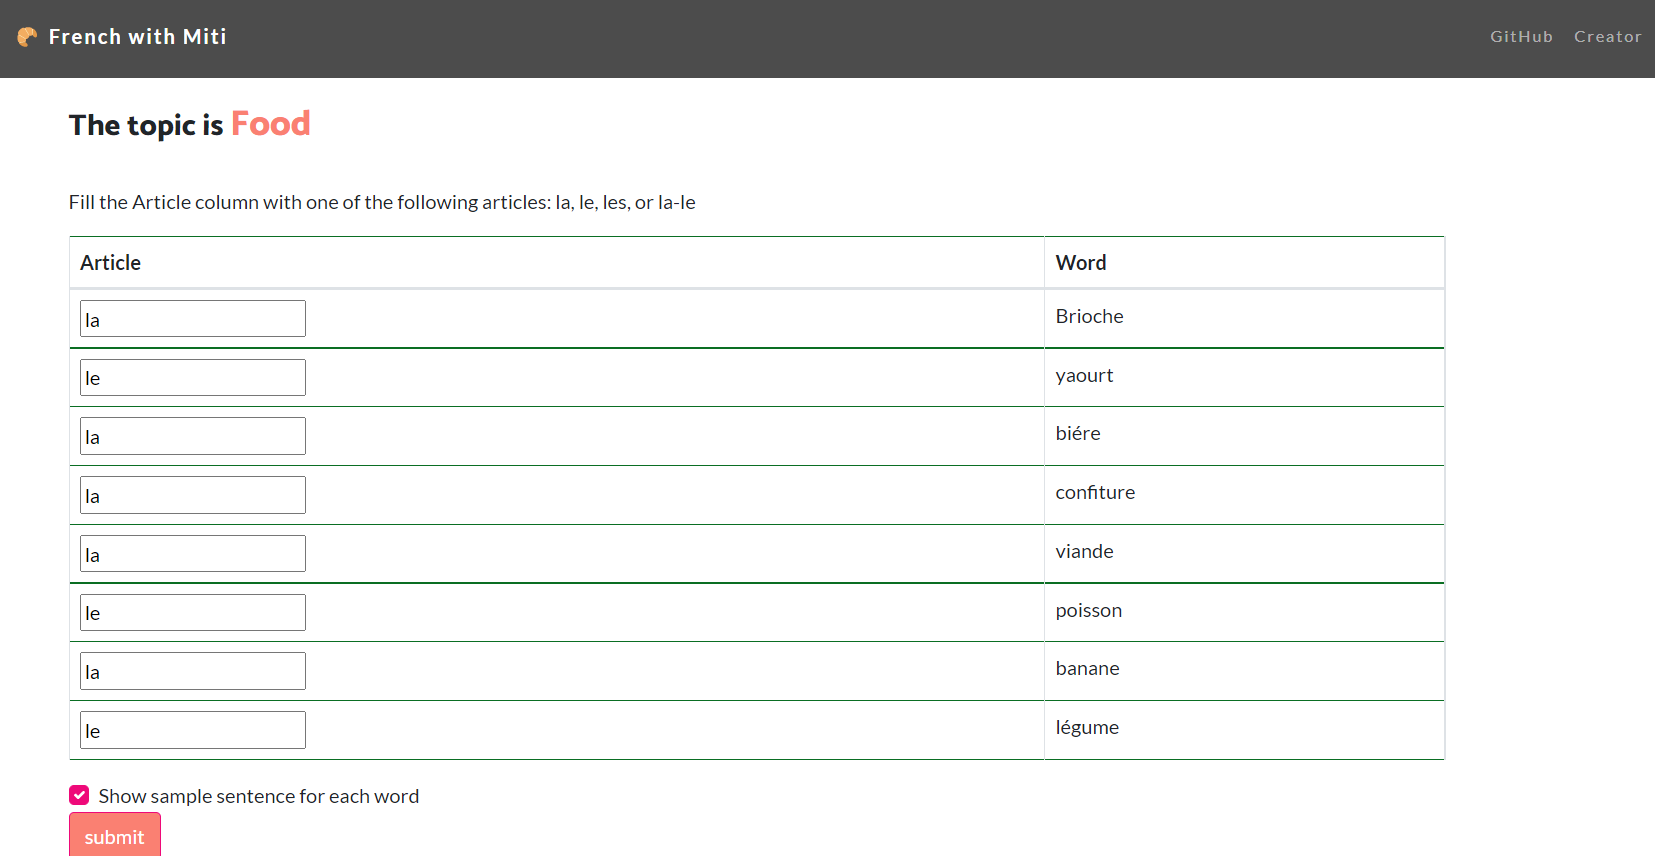 French with Miti GitHub Creator
The topic is Food
Fill the Article column with one of the following articles: la, le, les, or la-le
Article Word
la Brioche
le yaourt
la biére
la confiture
la viande
le poisson
la banane
le légume
Show sample sentence for each word
submit